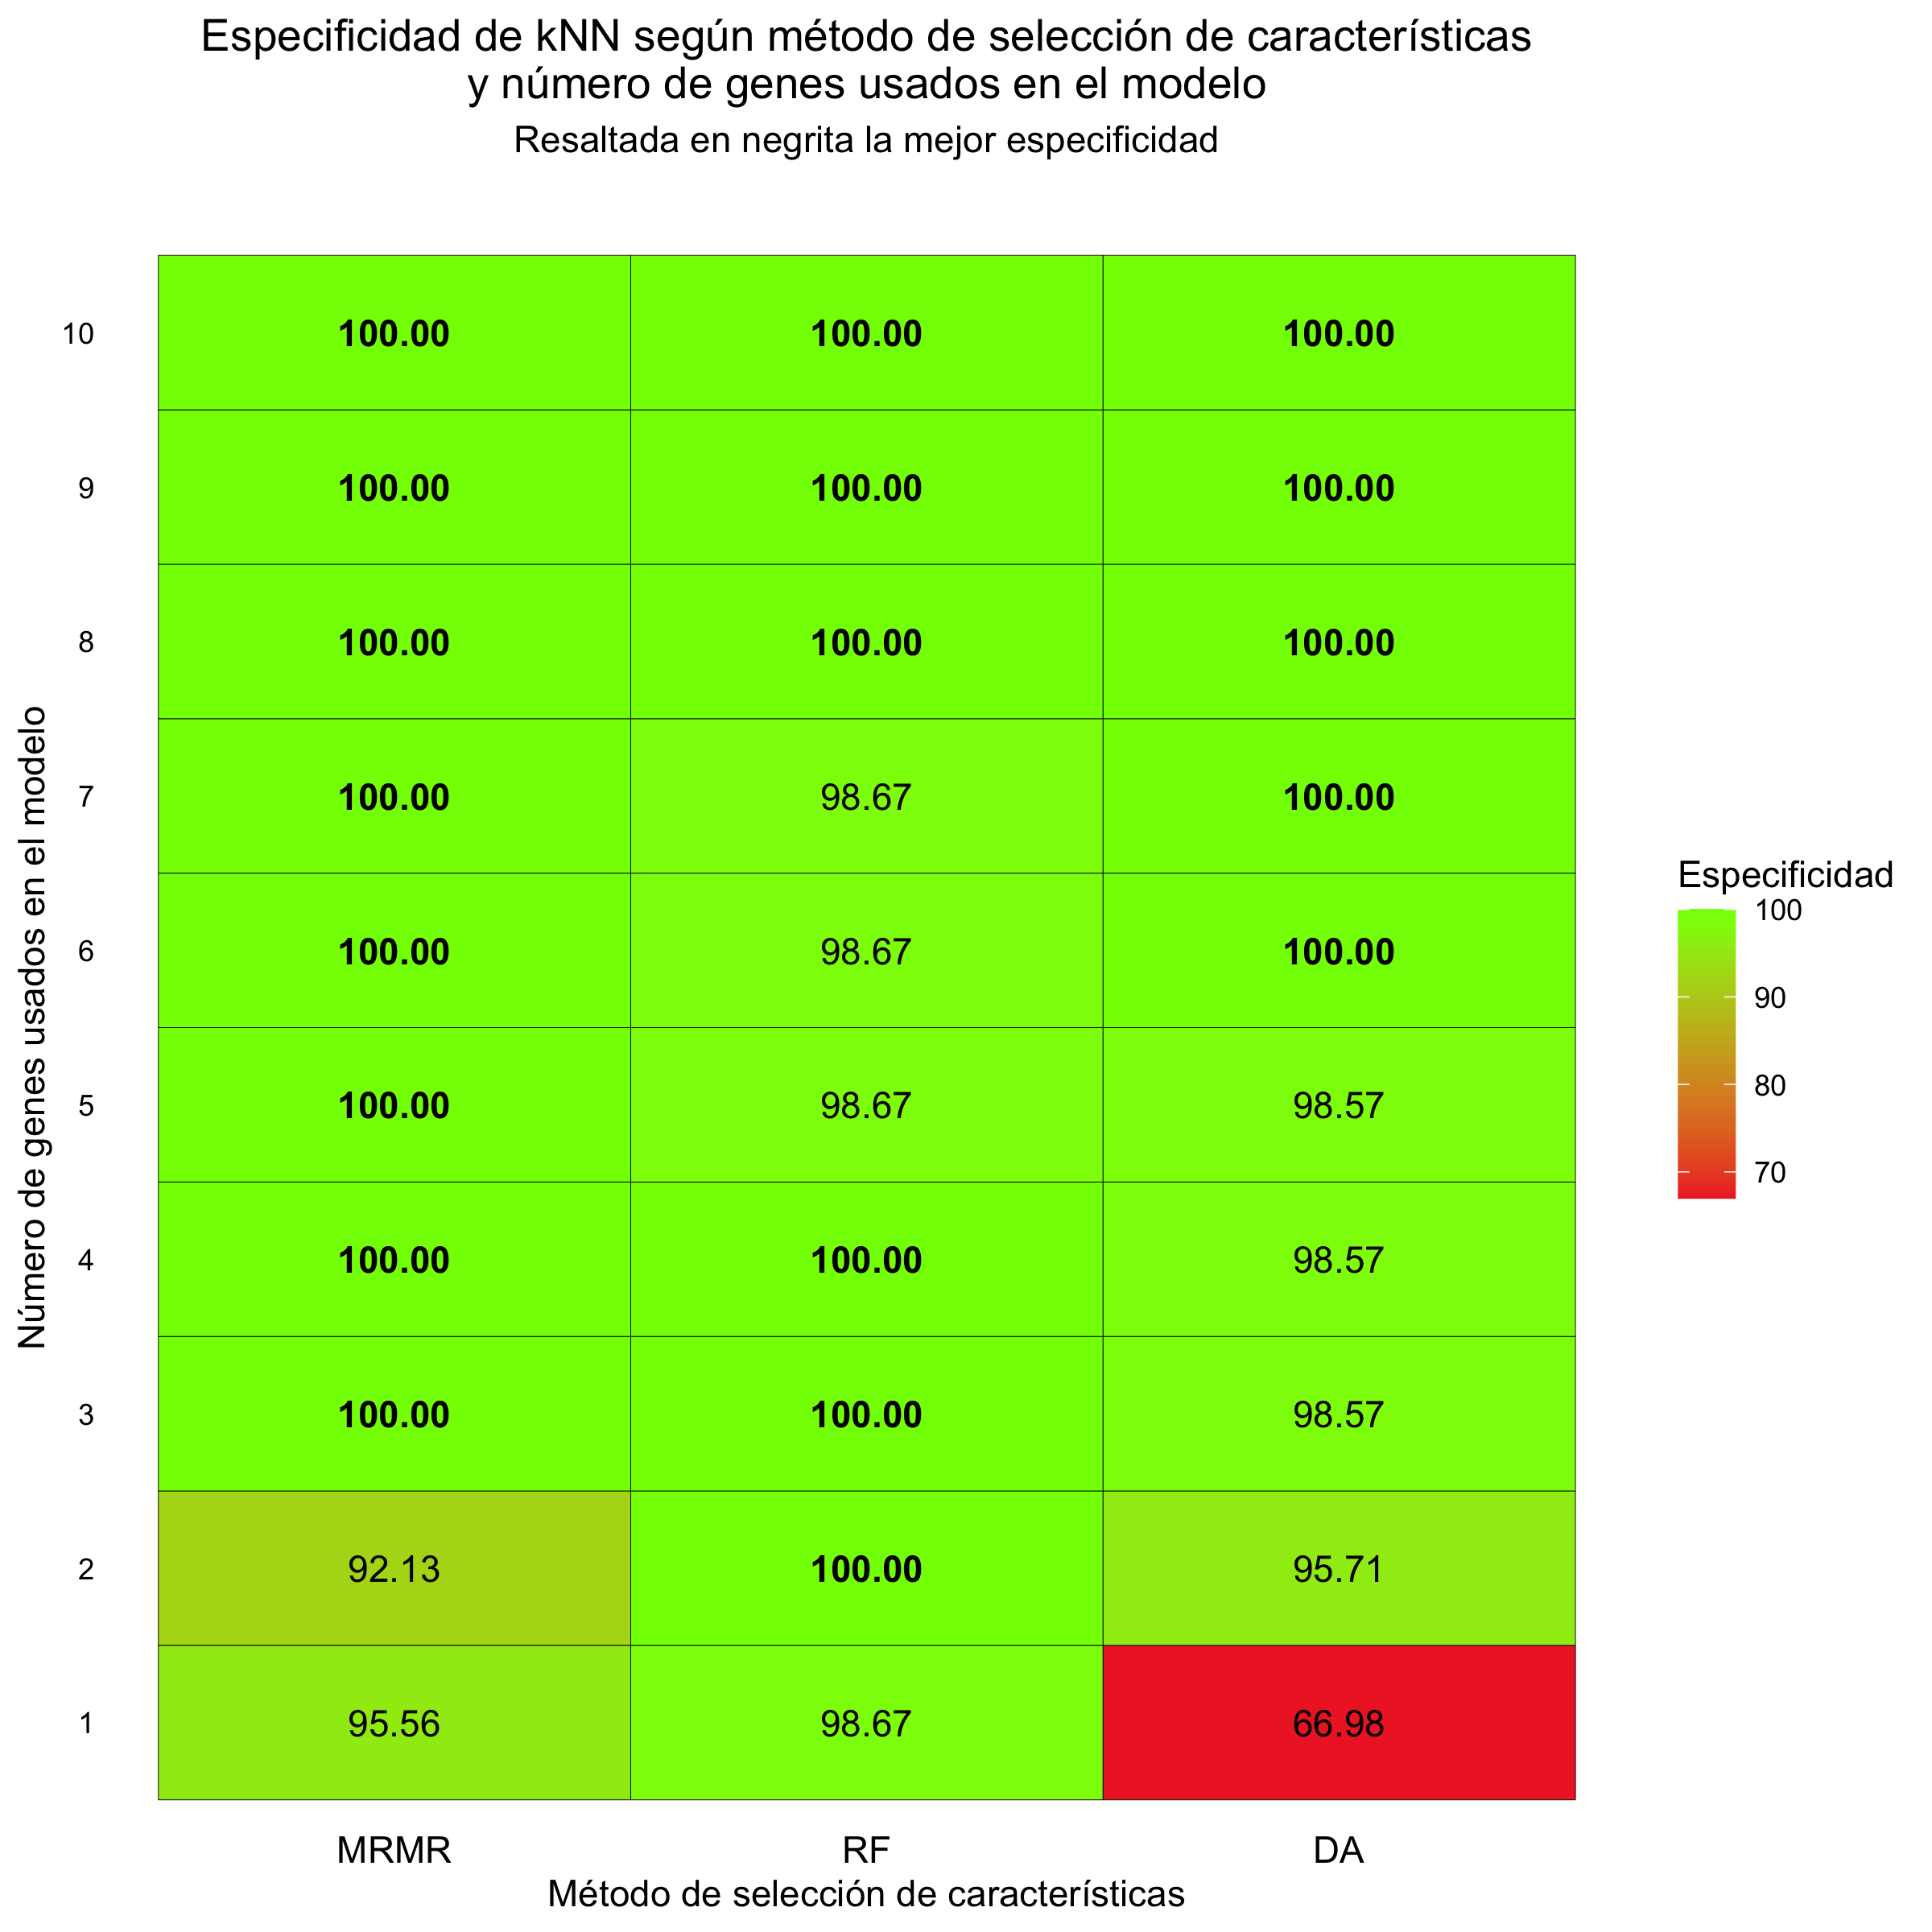 Especificidad de kNN según método de selección de características
y número de genes usados en el modelo
Resaltada en negrita la mejor especificidad
Número de genes usados en el modelo
10 100.00 100.00 100.00
9 100.00 100.00 100.00
8 100.00 100.00 100.00
7 100.00 98.67 100.00
6 100.00 98.67 100.00
5 100.00 98.67 98.57
4 100.00 100.00 98.57
3 100.00 100.00 98.57
2 92.13 100.00 95.71
1 95.56 98.67 66.98
MRMR RF DA
Método de selección de características
Especificidad
100
90
80
70